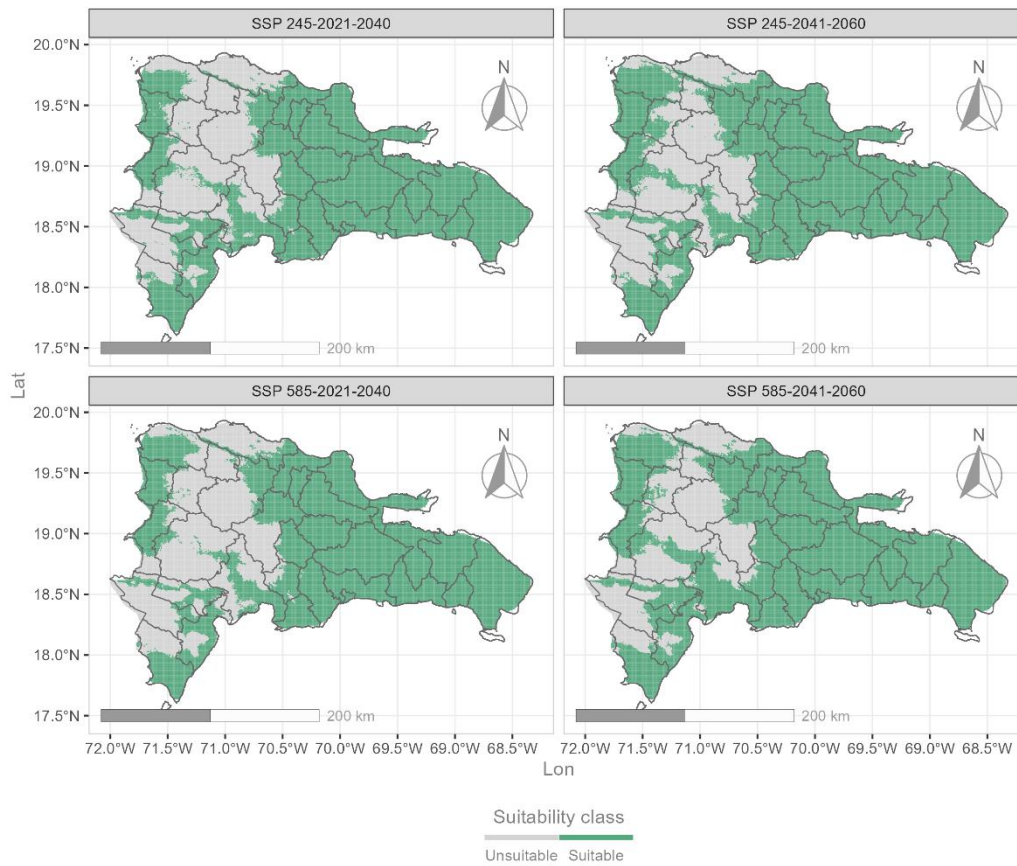 SSP 245-2021-2040 SSP 245-2041-2060
20.0°N
N N
19.5°N
19.0°N
18.5°N
18.0°N
17.5°N
200 km 200 km
Lat
SSP 585-2021-2040 SSP 585-2041-2060
20.0°N
N N
19.5°N
19.0°N
18.5°N
18.0°N
17.5°N
200 km 200 km
72.0°W 71.5°W 71.0°W 70.5°W 70.0°W 69.5°W 69.0°W 68.5°W 72.0°W 71.5°W 71.0°W 70.5°W 70.0°W 69.5°W 69.0°W 68.5°W
Lon
Suitability class
Unsuitable Suitable